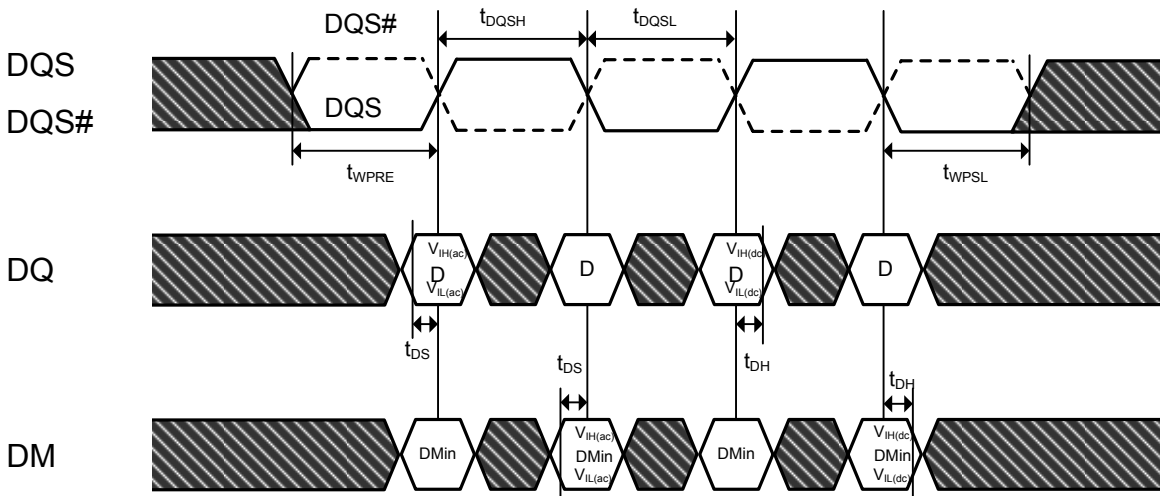 DQS#
tDQSH
tDQSL
DQS
DQS
DQS#
tWPRE
tWPSL
DQ
VIH(ac)
D
VIL(ac)
D
VIH(dc)
D
VIL(dc)
D
tDS
tDS
tDH
tDH
DM
DMin
VIH(ac)
DMin
VIL(ac)
DMin
VIH(dc)
DMin
VIL(dc)